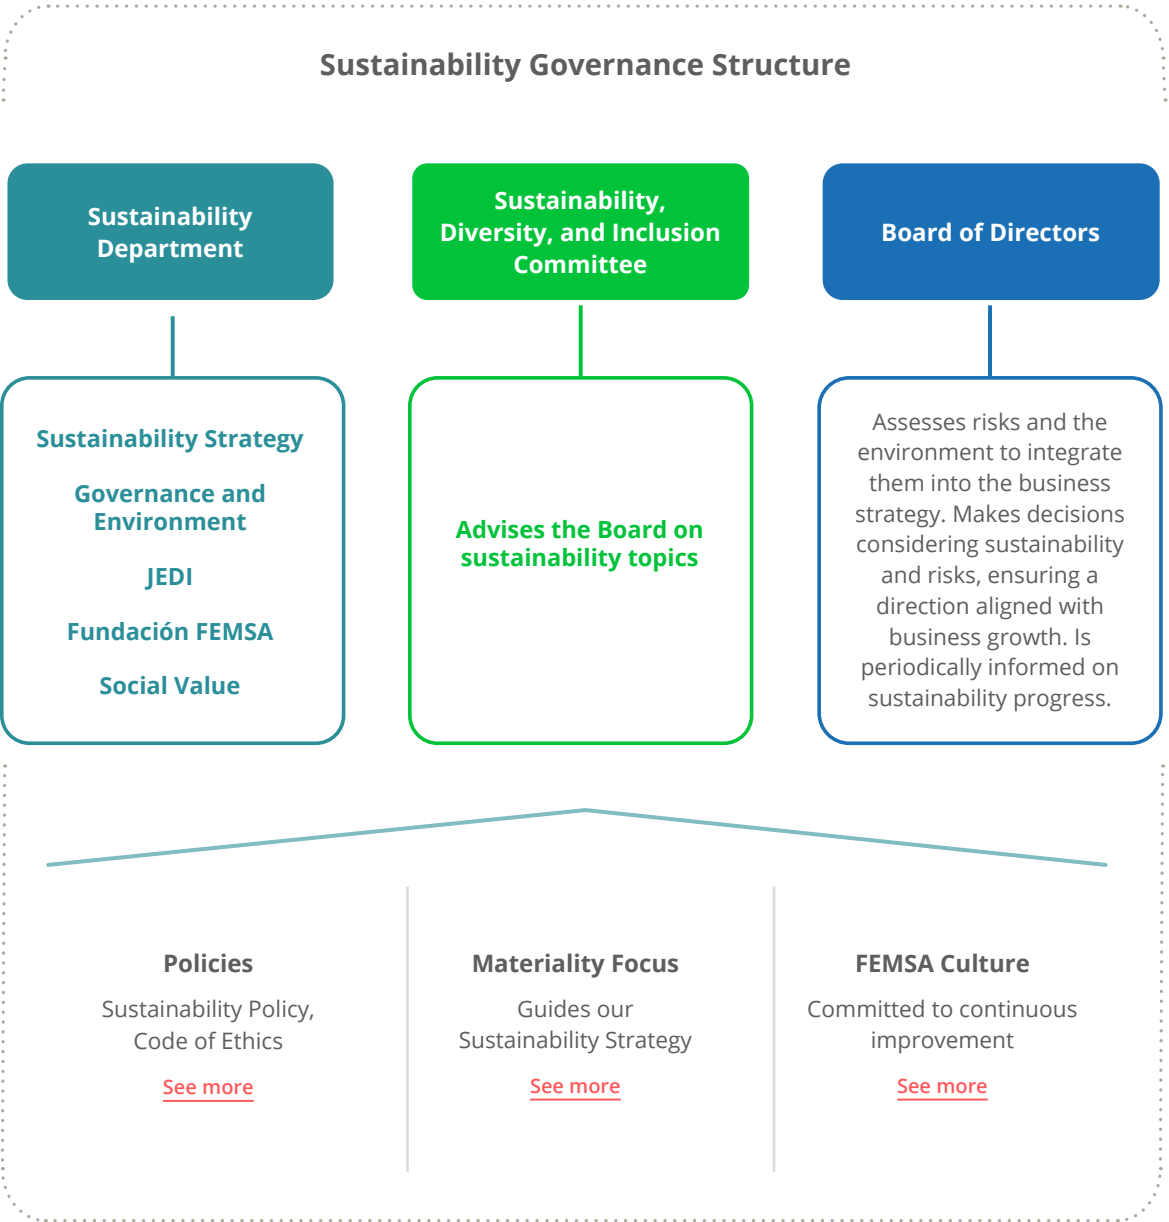 Sustainability Governance Structure
Sustainability
Department
Sustainability,
Diversity, and Inclusion
Committee
Board of Directors
Sustainability Strategy
Governance and
Environment
JEDI
Fundación FEMSA
Social Value
Advises the Board on
sustainability topics
Assesses risks and the
environment to integrate
them into the business
strategy. Makes decisions
considering sustainability
and risks, ensuring a
direction aligned with
business growth. Is
periodically informed on
sustainability progress.
Policies
Sustainability Policy,
Code of Ethics
See more
Materiality Focus
Guides our
Sustainability Strategy
See more
FEMSA Culture
Committed to continuous
improvement
See more